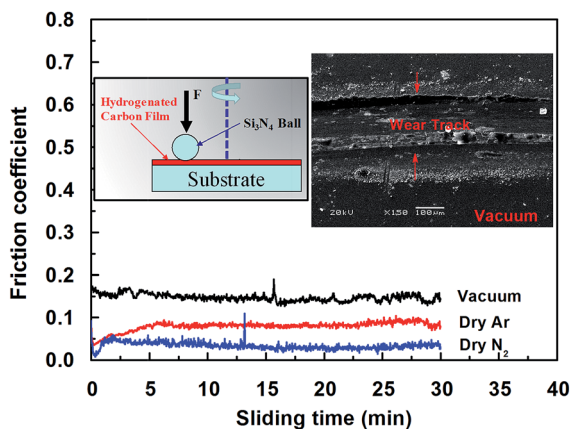 Friction coefficient
0.8
0.7
0.6
0.5
0.4
0.3
0.2
0.1
0.0
Hydrogenated
Carbon Film
F
Si₃N₄ Ball
Substrate
Wear Track
Vacuum
20kV
X150
100µm
Vacuum
Dry Ar
Dry N₂
0
5
10
15
20
25
30
35
40
Sliding time (min)